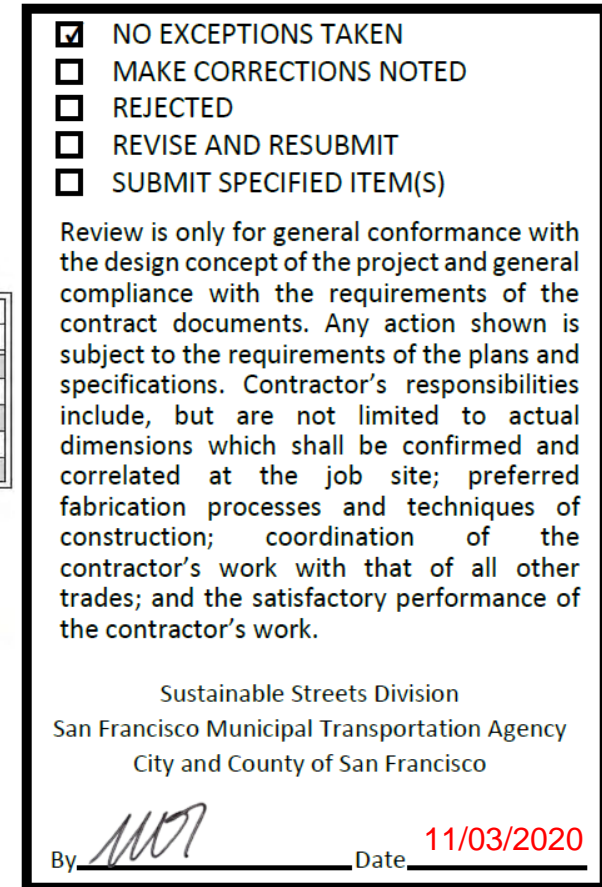 NO EXCEPTIONS TAKEN
MAKE CORRECTIONS NOTED
REJECTED
REVISE AND RESUBMIT
SUBMIT SPECIFIED ITEM(S)
Review is only for general conformance with
the design concept of the project and general
compliance with the requirements of the
contract documents. Any action shown is
subject to the requirements of the plans and
specifications. Contractor’s responsibilities
include, but are not limited to actual
dimensions which shall be confirmed and
correlated at the job site; preferred
fabrication processes and techniques of
construction; coordination of the
contractor’s work with that of all other
trades; and the satisfactory performance of
the contractor’s work.
Sustainable Streets Division
San Francisco Municipal Transportation Agency
City and County of San Francisco
By Date 11/03/2020